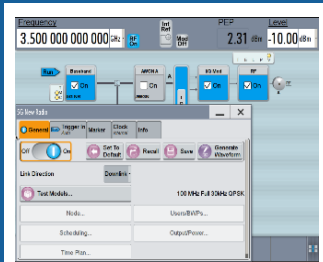 Frequency
Int Ref
PEP
Level
3.500 000 000 000 GHz
RF On
Mod Off
2.31 dBm
-10.00 dBm
Baseband
AWGN A
I/Q Mod
RF
On
On
On
On
A
5G New Radio
General
Trigger In
Marker
Clock
Info
Off
On
Set To Default
Recall
Save
Generate Waveform
Link Direction
Downlink
Test Models...
100 MHz Full 30kHz QPSK
Node...
Users/BWPs...
Scheduling...
Output/Power...
Time Plan...